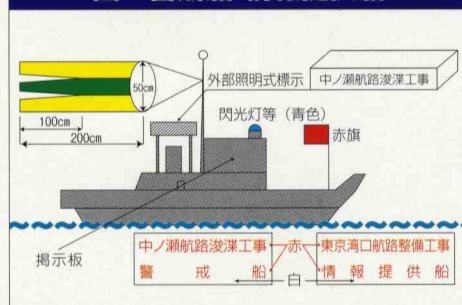 50cm
100cm
200cm
外部照明式標示
中ノ瀬航路浚渫工事
閃光灯等(青色)
赤旗
掲示板
中ノ瀬航路浚渫工事
警戒船
赤
東京湾口航路整備工事
情報提供船
白